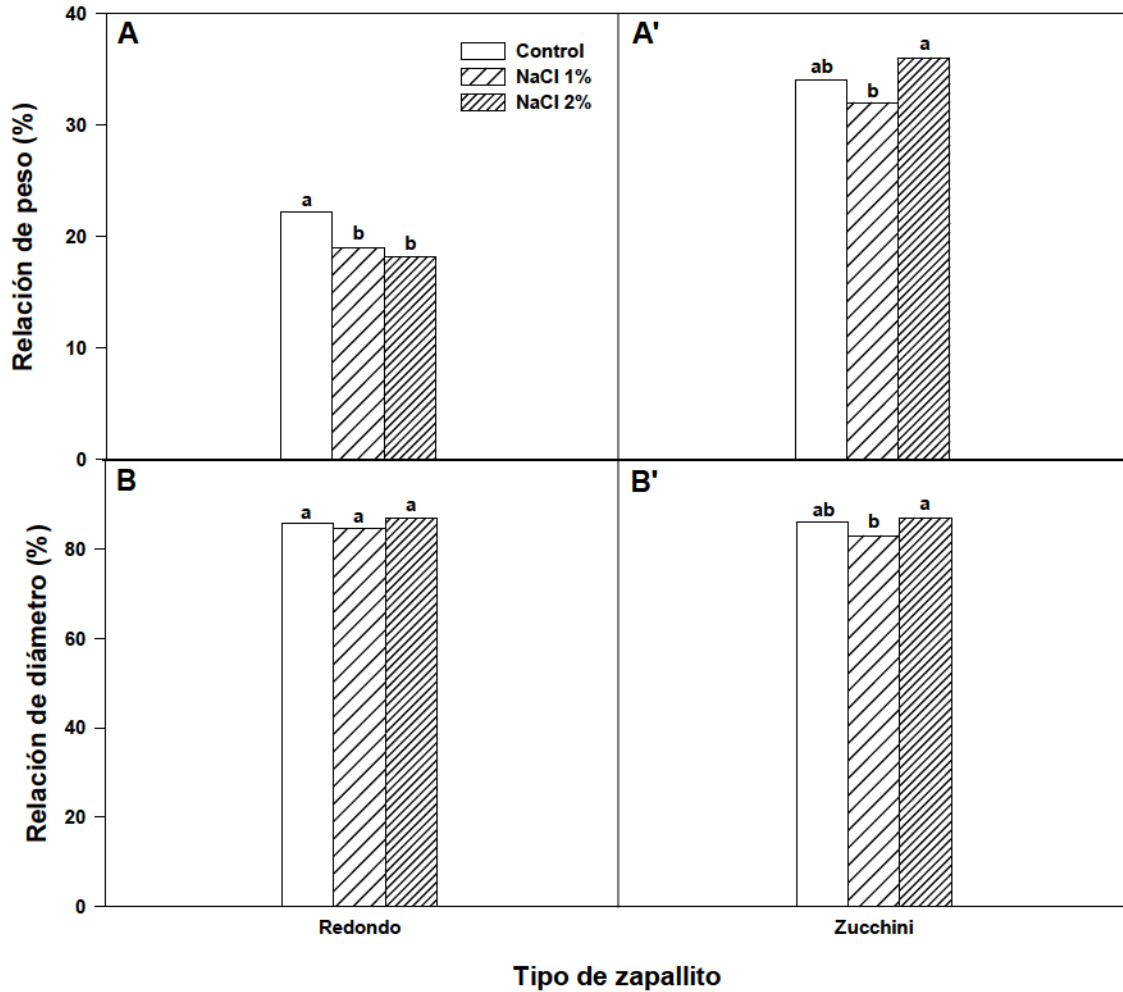 40
A
A'
Control
NaCl 1%
NaCl 2%
a
ab
b
30
a
b
b
20
10
0
Relación de peso (%)
B
B'
a
a
a
ab
b
a
80
60
40
20
0
Relación de diámetro (%)
Redondo
Zucchini
Tipo de zapallito